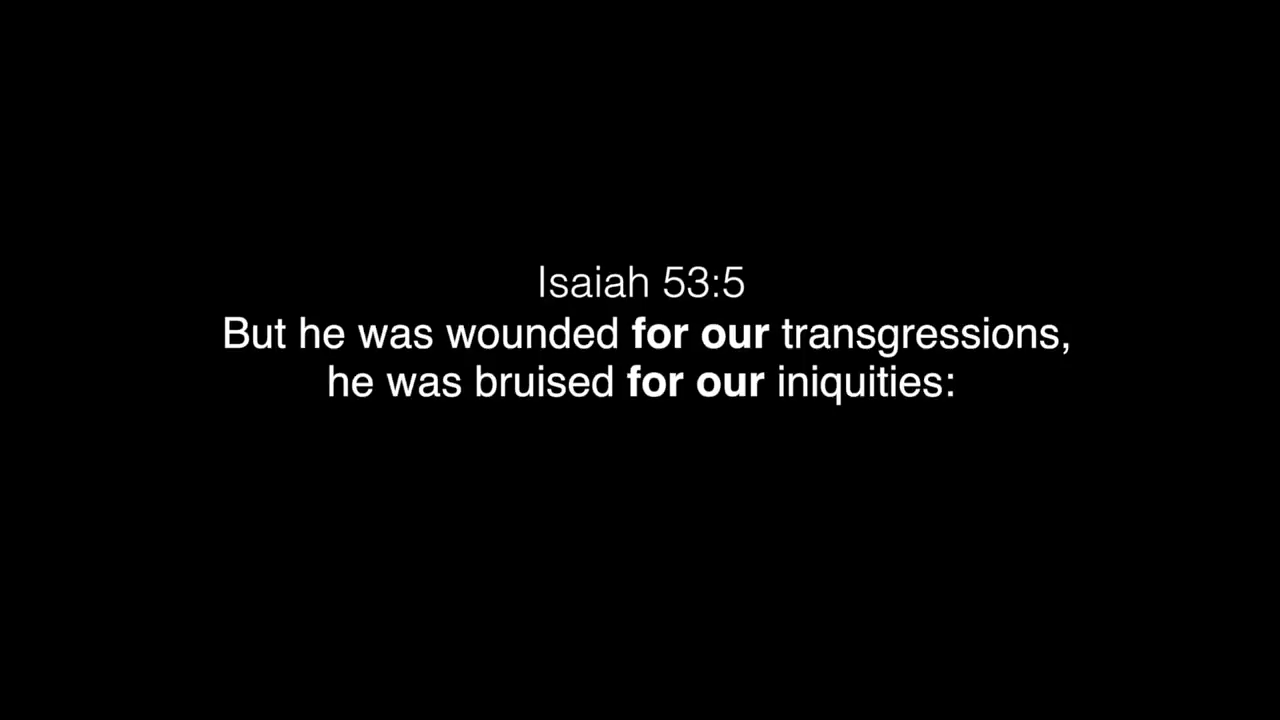 Isaiah 53:5
But he was wounded for our transgressions,
he was bruised for our iniquities: